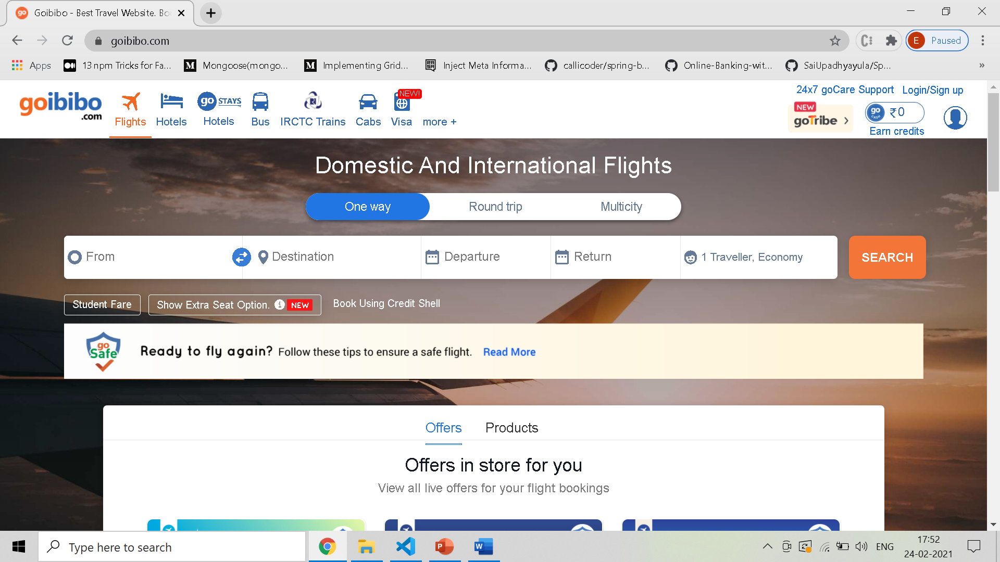 Goibibo - Best Travel Website. Bo
goibibo.com
E Paused
Apps 13 npm Tricks for Fa... Mongoose(mongo... Implementing Grid... Inject Meta Informa... callicoder/spring-b... Online-Banking-wit... SaiUpadhyayula/Sp... »
24x7 goCare Support Login/Sign up
goibibo.com
go STAYS
NEW!
Flights Hotels Hotels Bus IRCTC Trains Cabs Visa more +
NEW
goTribe >
go CASH ₹0
Earn credits
Domestic And International Flights
One way Round trip Multicity
From Destination Departure Return 1 Traveller, Economy SEARCH
Student Fare Show Extra Seat Option. i NEW Book Using Credit Shell
go Safe Ready to fly again? Follow these tips to ensure a safe flight. Read More
Offers Products
Offers in store for you
View all live offers for your flight bookings
Type here to search
ENG
17:52
24-02-2021